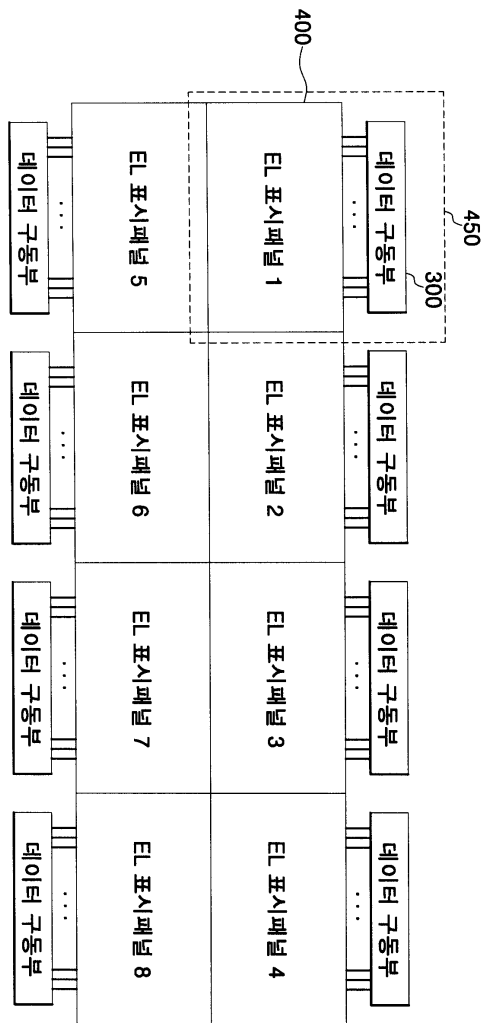 450
300
데이터 구동부
데이터 구동부
데이터 구동부
데이터 구동부
. . .
. . .
. . .
. . .
400
EL 표시패널 1
EL 표시패널 2
EL 표시패널 3
EL 표시패널 4
EL 표시패널 5
EL 표시패널 6
EL 표시패널 7
EL 표시패널 8
. . .
. . .
. . .
. . .
데이터 구동부
데이터 구동부
데이터 구동부
데이터 구동부